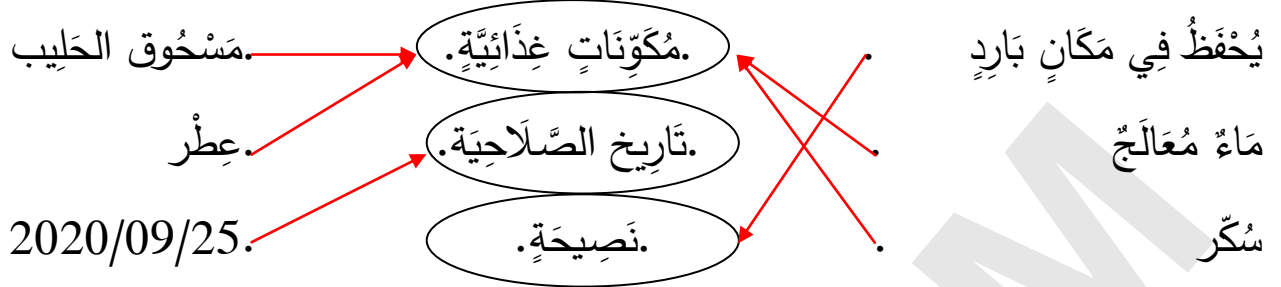 يُحْفَظُ فِي مَكَانٍ بَارِدٍ . .مُكَوِّنَاتٍ غِذَائِيَّةٍ. .مَسْحُوق الحَلِيب
مَاءٌ مُعَالَجٌ . .تَارِيخ الصَّلَاحِيَة. .عِطْر
سُكّر . .نَصِيحَةٍ. .2020/09/25